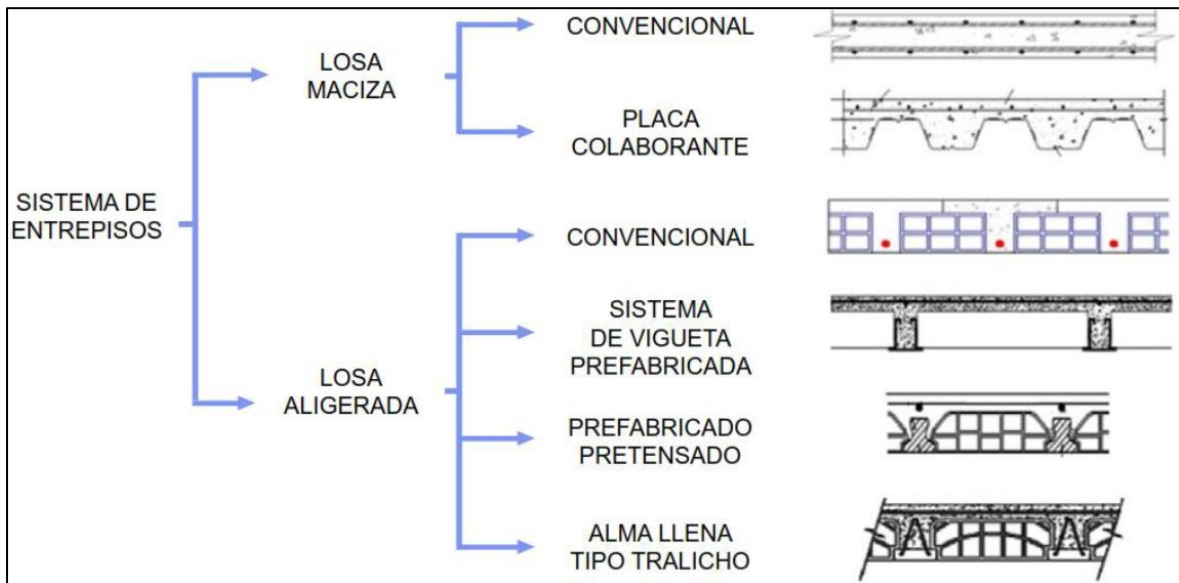 SISTEMA DE
ENTREPISOS
LOSA
MACIZA
CONVENCIONAL
PLACA
COLABORANTE
LOSA
ALIGERADA
CONVENCIONAL
SISTEMA
DE VIGUETA
PREFABRICADA
PREFABRICADO
PRETENSADO
ALMA LLENA
TIPO TRALICHO